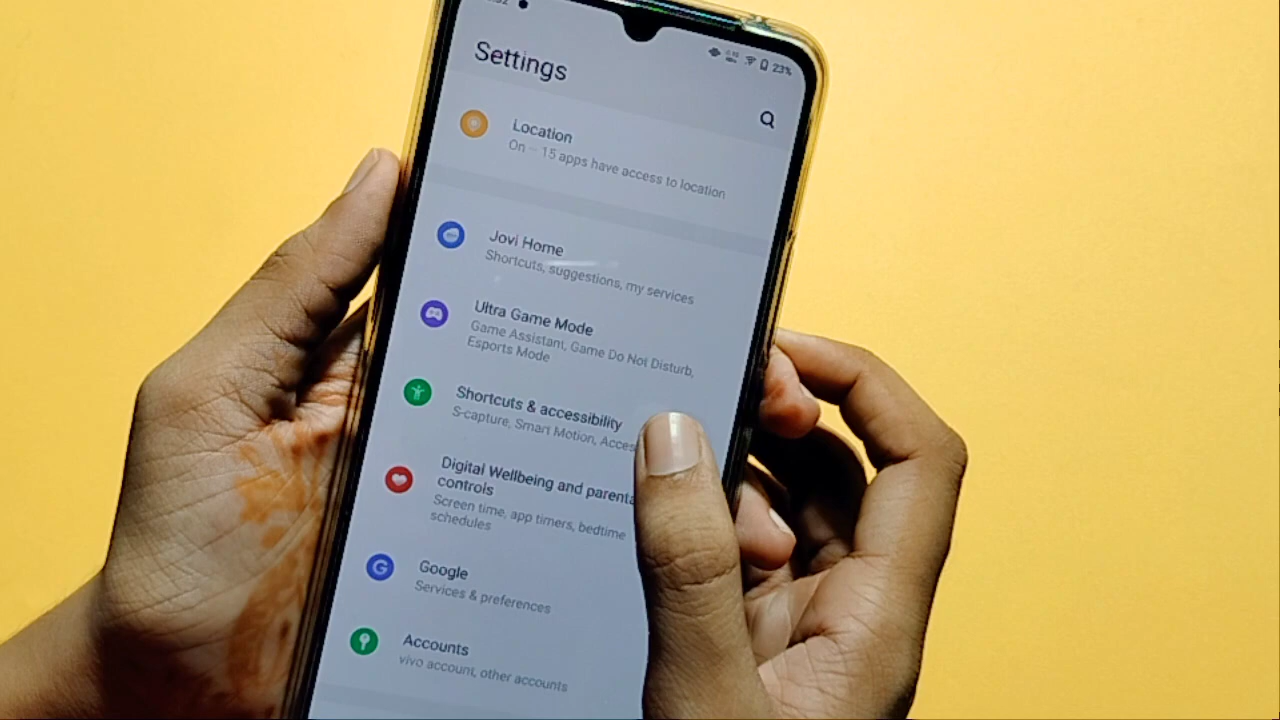 Settings
23%
Location
On – 15 apps have access to location
Jovi Home
Shortcuts, suggestions, my services
Ultra Game Mode
Game Assistant, Game Do Not Disturb,
Esports Mode
Shortcuts & accessibility
S-capture, Smart Motion, Acces
Digital Wellbeing and parenta
controls
Screen time, app timers, bedtime
schedules
G
Google
Services & preferences
Accounts
vivo account, other accounts